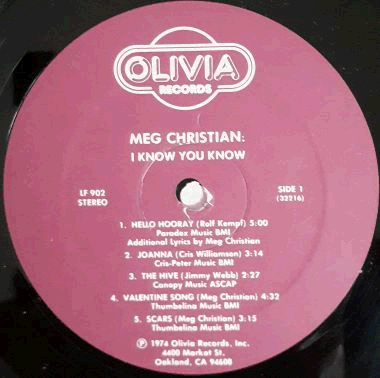 OLIVIA
RECORDS
MEG CHRISTIAN:
I KNOW YOU KNOW
LF 902
STEREO
SIDE 1
(32216)
1. HELLO HOORAY (Rolf Kempf) 5:00
Paradox Music BMI
Additional Lyrics by Meg Christian
2. JOANNA (Cris Williamson) 3:14
Cris-Peter Music BMI
3. THE HIVE (Jimmy Webb) 2:27
Canopy Music ASCAP
4. VALENTINE SONG (Meg Christian) 4:32
Thumbelina Music BMI
5. SCARS (Meg Christian) 3:15
Thumbelina Music BMI
℗ 1976 Olivia Records, Inc.
4400 Market St.
Oakland, CA 94608